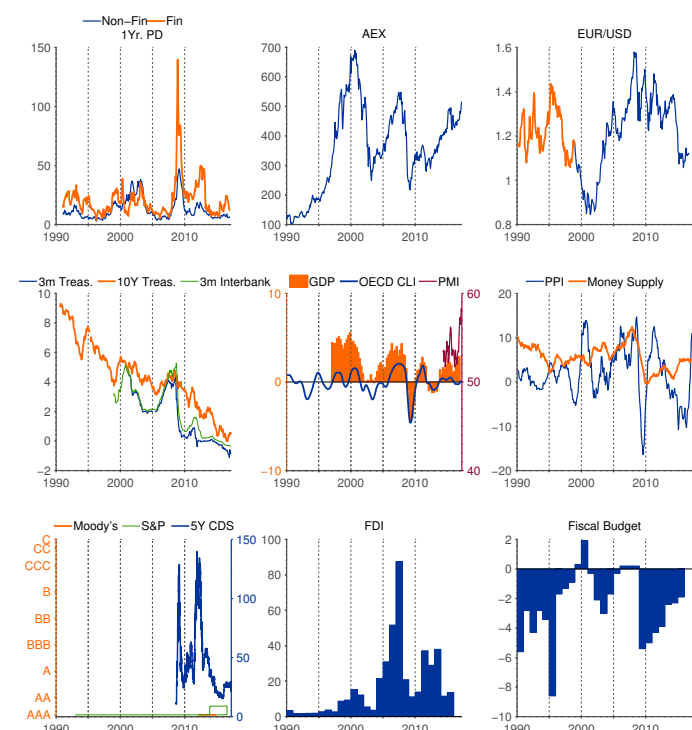 Non−Fin Fin
1Yr. PD
AEX
EUR/USD
150
100
50
0
1990 2000 2010
700
600
500
400
300
200
100
1990 2000 2010
1.6
1.4
1.2
1
0.8
1990 2000 2010
3m Treas. 10Y Treas. 3m Interbank
GDP OECD CLI PMI
PPI Money Supply
10
8
6
4
2
0
−2
1990 2000 2010
10
0
−10
60
50
40
1990 2000 2010
20
10
0
−10
−20
1990 2000 2010
Moody's S&P 5Y CDS
FDI
Fiscal Budget
C
CC
CCC
B
BB
BBB
A
AA
AAA
150
100
50
0
1990 2000 2010
100
80
60
40
20
0
1990 2000 2010
2
0
−2
−4
−6
−8
−10
1990 2000 2010